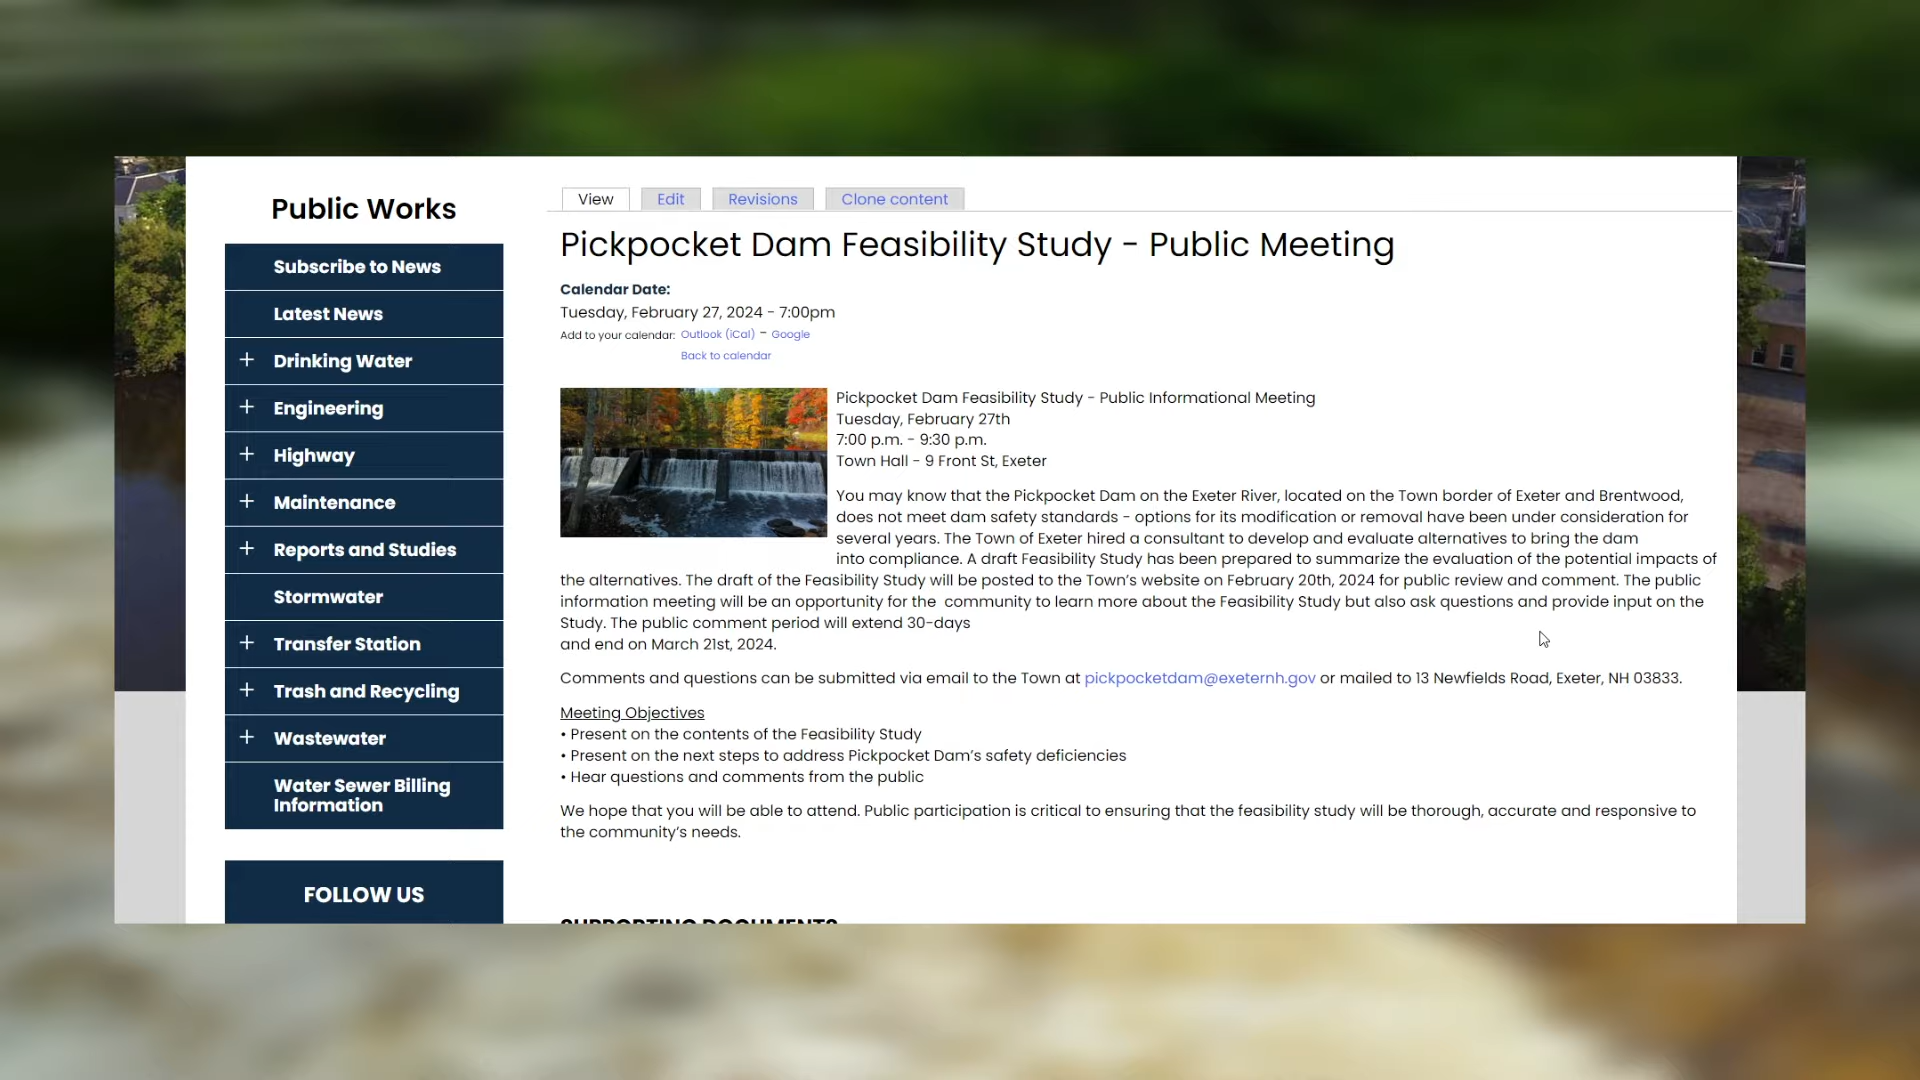 Public Works
Subscribe to News
Latest News
+ Drinking Water
+ Engineering
+ Highway
+ Maintenance
+ Reports and Studies
Stormwater
+ Transfer Station
+ Trash and Recycling
+ Wastewater
Water Sewer Billing
Information
FOLLOW US
View Edit Revisions Clone content
Pickpocket Dam Feasibility Study - Public Meeting
Calendar Date:
Tuesday, February 27, 2024 - 7:00pm
Add to your calendar: Outlook (iCal) - Google
Back to calendar
Pickpocket Dam Feasibility Study - Public Informational Meeting
Tuesday, February 27th
7:00 p.m. - 9:30 p.m.
Town Hall - 9 Front St, Exeter
You may know that the Pickpocket Dam on the Exeter River, located on the Town border of Exeter and Brentwood,
does not meet dam safety standards - options for its modification or removal have been under consideration for
several years. The Town of Exeter hired a consultant to develop and evaluate alternatives to bring the dam
into compliance. A draft Feasibility Study has been prepared to summarize the evaluation of the potential impacts of
the alternatives. The draft of the Feasibility Study will be posted to the Town's website on February 20th, 2024 for public review and comment. The public
information meeting will be an opportunity for the community to learn more about the Feasibility Study but also ask questions and provide input on the
Study. The public comment period will extend 30-days
and end on March 21st, 2024.
Comments and questions can be submitted via email to the Town at pickpocketdam@exeternh.gov or mailed to 13 Newfields Road, Exeter, NH 03833.
Meeting Objectives
• Present on the contents of the Feasibility Study
• Present on the next steps to address Pickpocket Dam's safety deficiencies
• Hear questions and comments from the public
We hope that you will be able to attend. Public participation is critical to ensuring that the feasibility study will be thorough, accurate and responsive to
the community's needs.
SUPPORTING DOCUMENTS